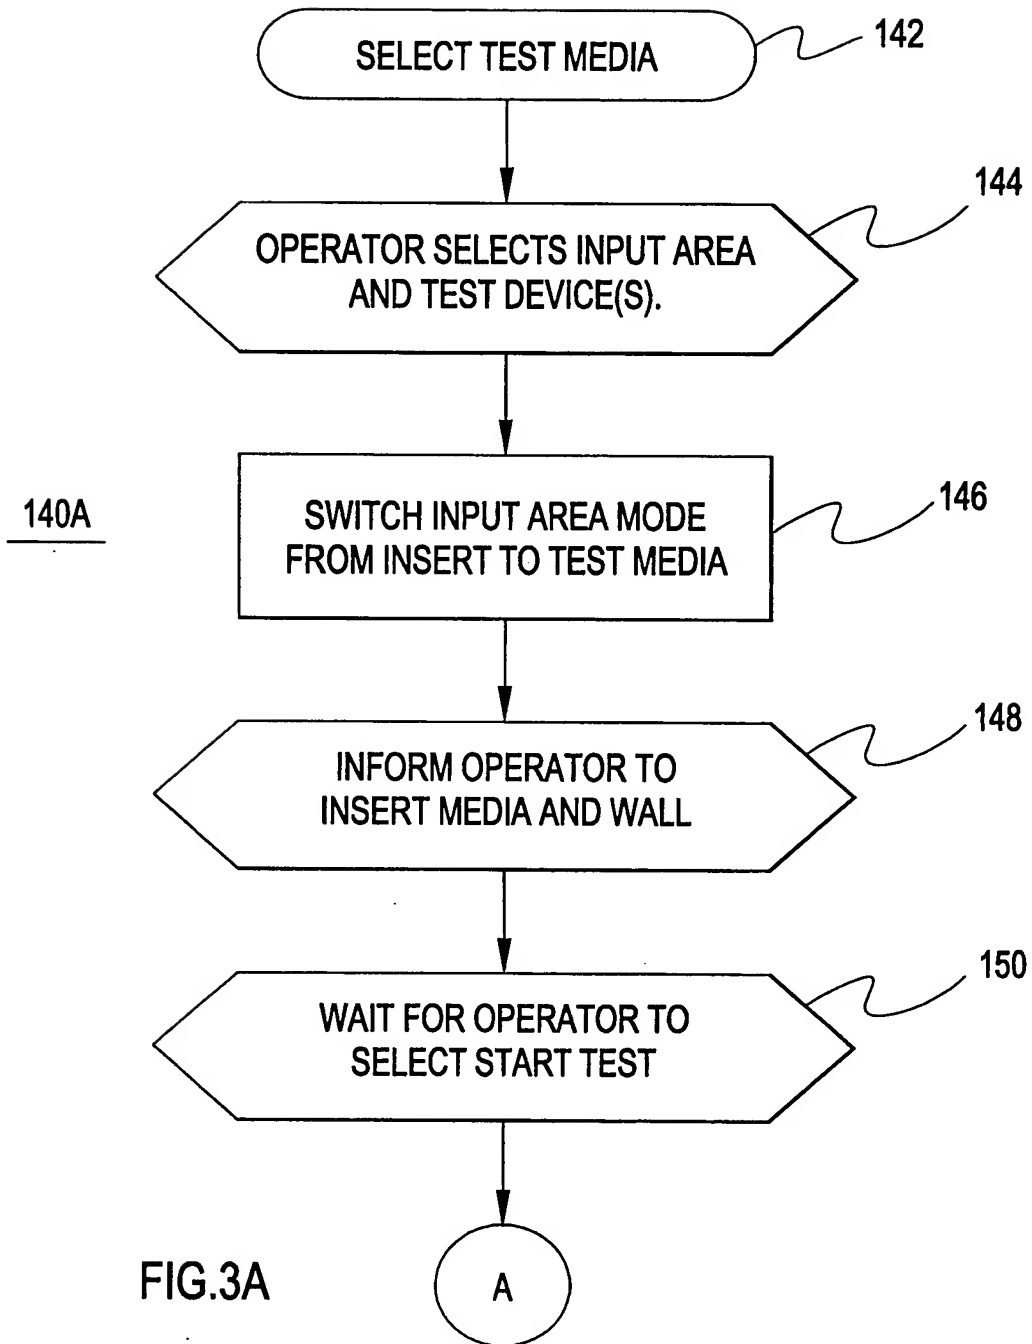 SELECT TEST MEDIA
142
OPERATOR SELECTS INPUT AREA
AND TEST DEVICE(S).
144
140A
SWITCH INPUT AREA MODE
FROM INSERT TO TEST MEDIA
146
INFORM OPERATOR TO
INSERT MEDIA AND WALL
148
WAIT FOR OPERATOR TO
SELECT START TEST
150
FIG.3A
A